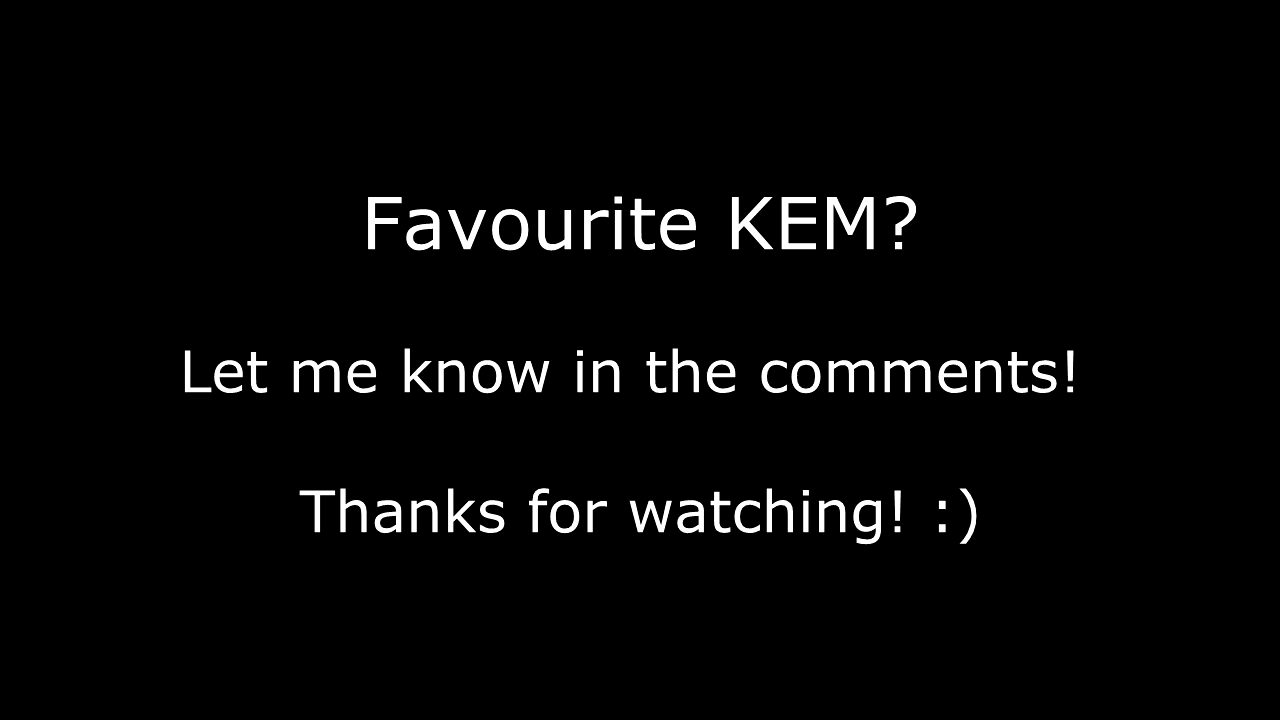 Favourite KEM?
Let me know in the comments!
Thanks for watching! :)